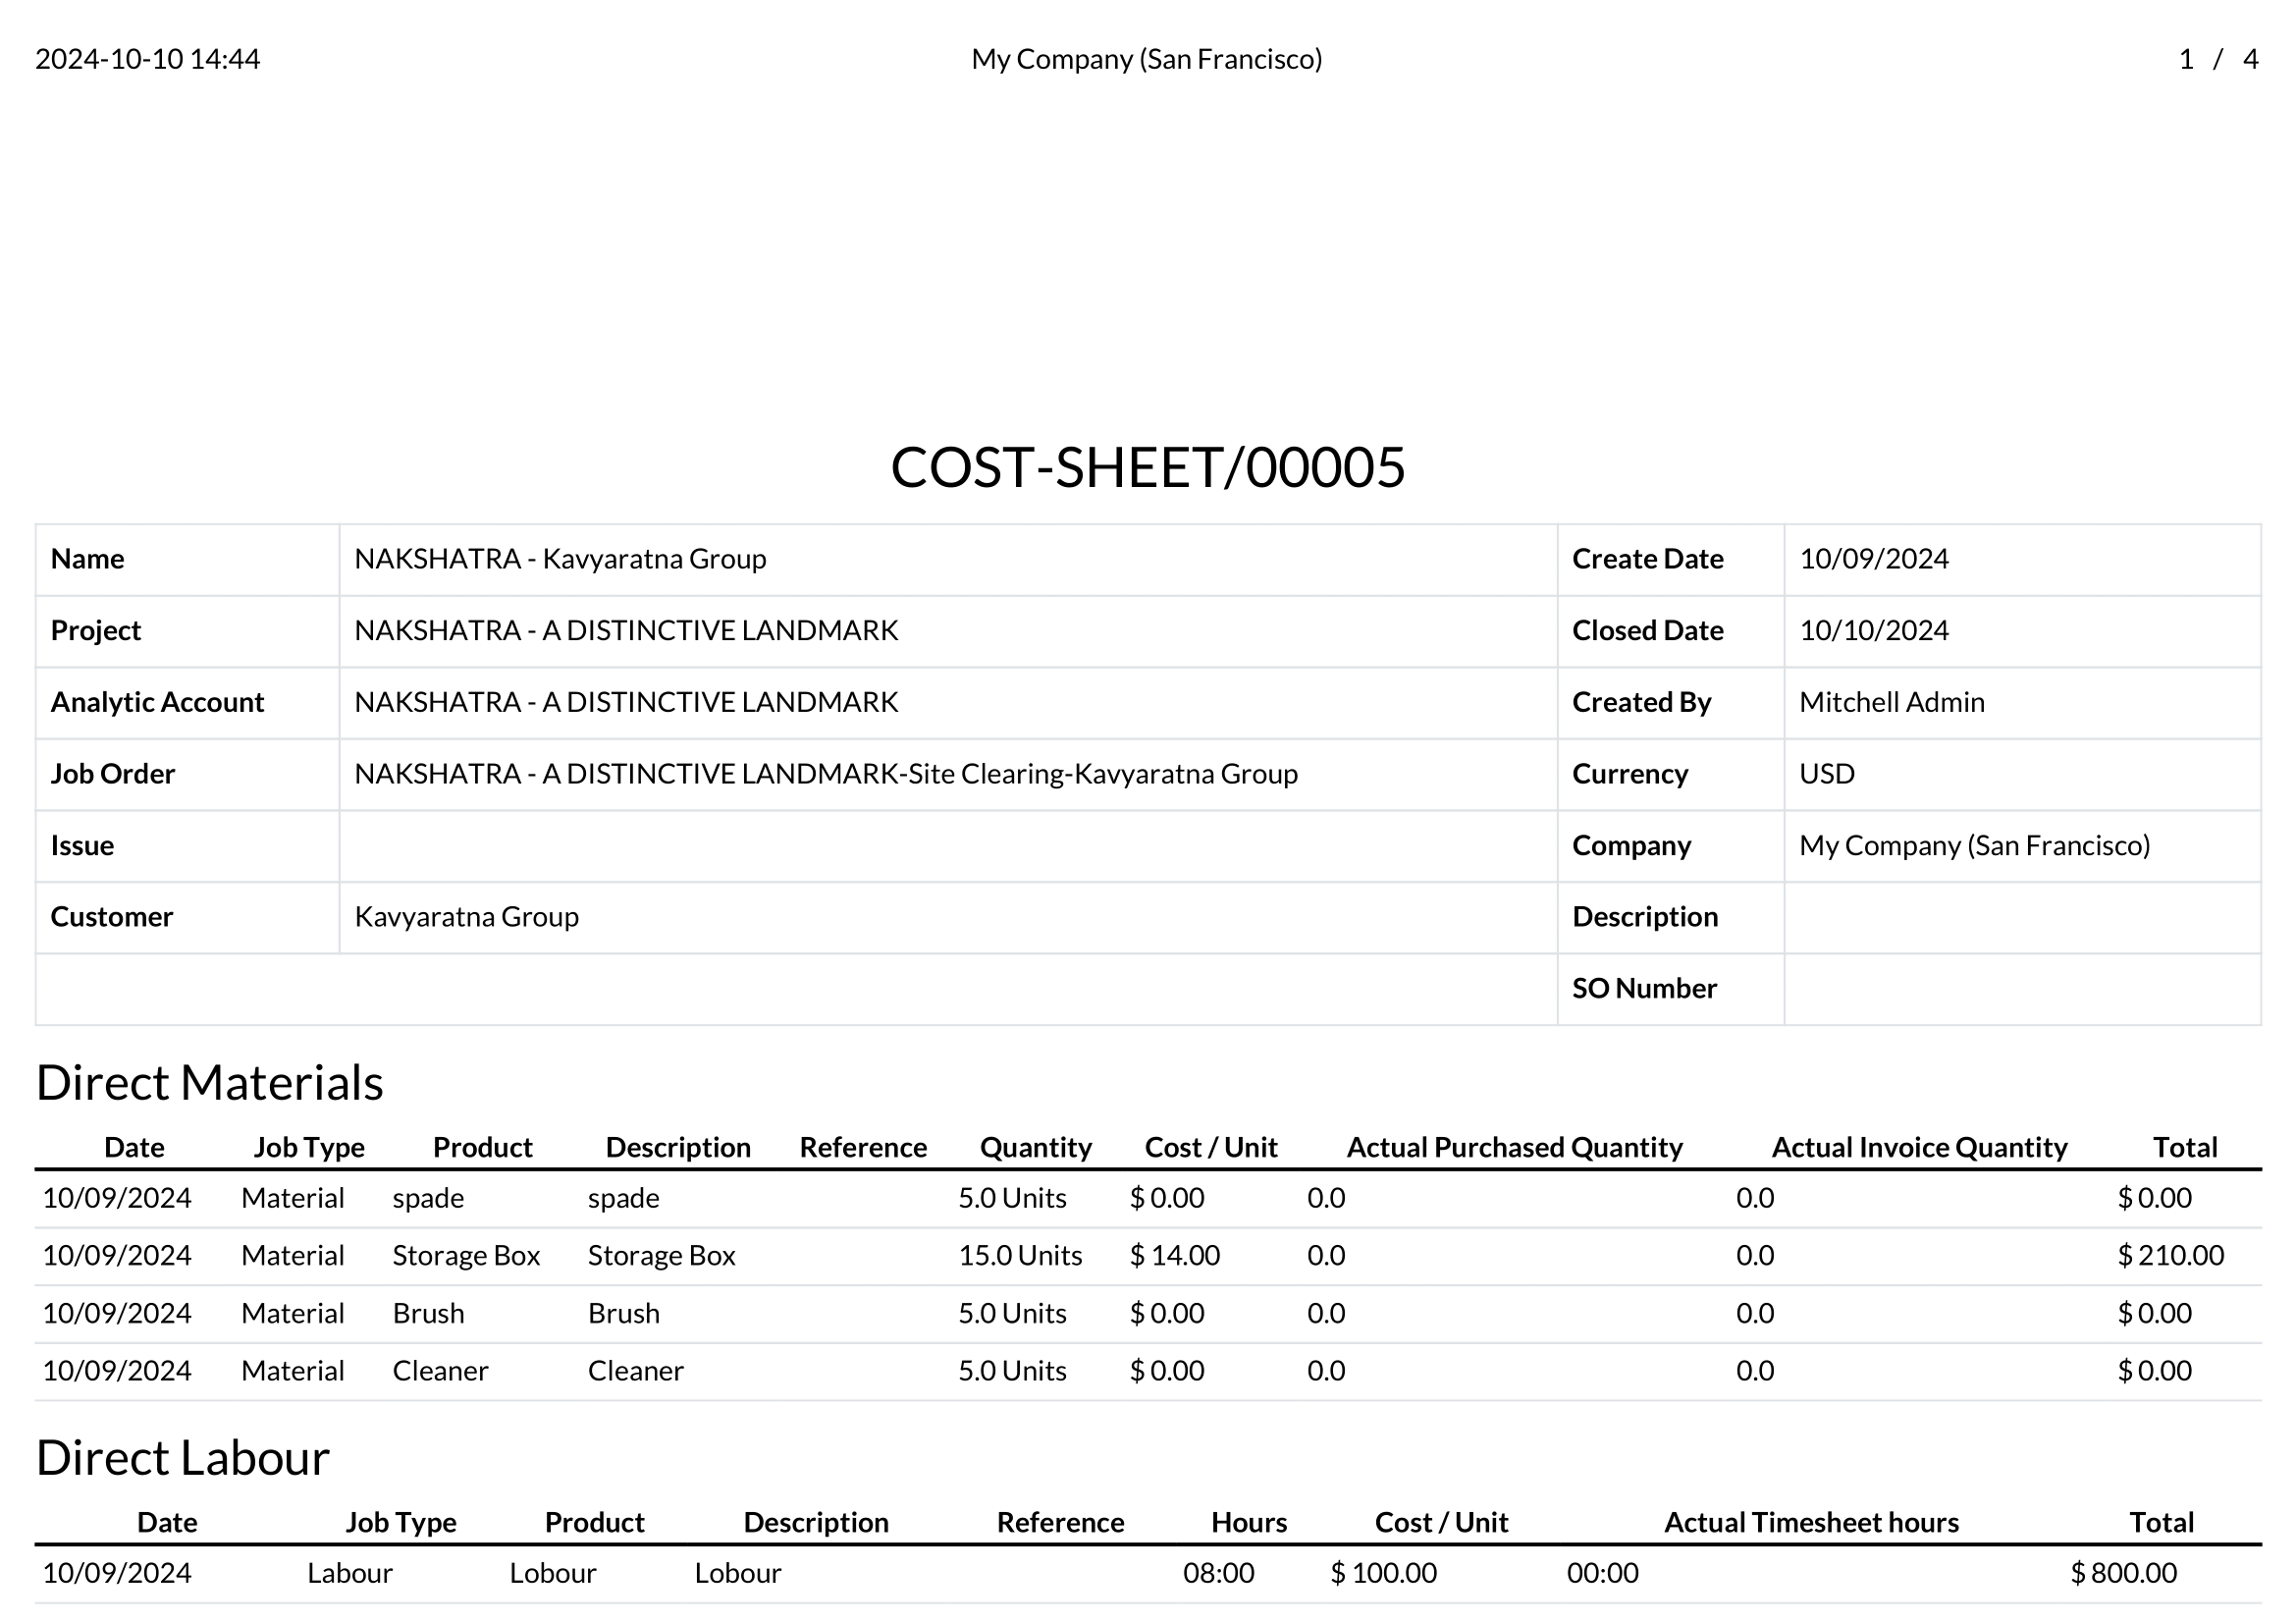 2024-10-10 14:44 My Company (San Francisco) 1 / 4
COST-SHEET/00005
Name NAKSHATRA - Kavyaratna Group Create Date 10/09/2024
Project NAKSHATRA - A DISTINCTIVE LANDMARK Closed Date 10/10/2024
Analytic Account NAKSHATRA - A DISTINCTIVE LANDMARK Created By Mitchell Admin
Job Order NAKSHATRA - A DISTINCTIVE LANDMARK-Site Clearing-Kavyaratna Group Currency USD
Issue Company My Company (San Francisco)
Customer Kavyaratna Group Description
SO Number
Direct Materials
Date Job Type Product Description Reference Quantity Cost / Unit Actual Purchased Quantity Actual Invoice Quantity Total
10/09/2024 Material spade spade 5.0 Units $ 0.00 0.0 0.0 $ 0.00
10/09/2024 Material Storage Box Storage Box 15.0 Units $ 14.00 0.0 0.0 $ 210.00
10/09/2024 Material Brush Brush 5.0 Units $ 0.00 0.0 0.0 $ 0.00
10/09/2024 Material Cleaner Cleaner 5.0 Units $ 0.00 0.0 0.0 $ 0.00
Direct Labour
Date Job Type Product Description Reference Hours Cost / Unit Actual Timesheet hours Total
10/09/2024 Labour Lobour Lobour 08:00 $ 100.00 00:00 $ 800.00